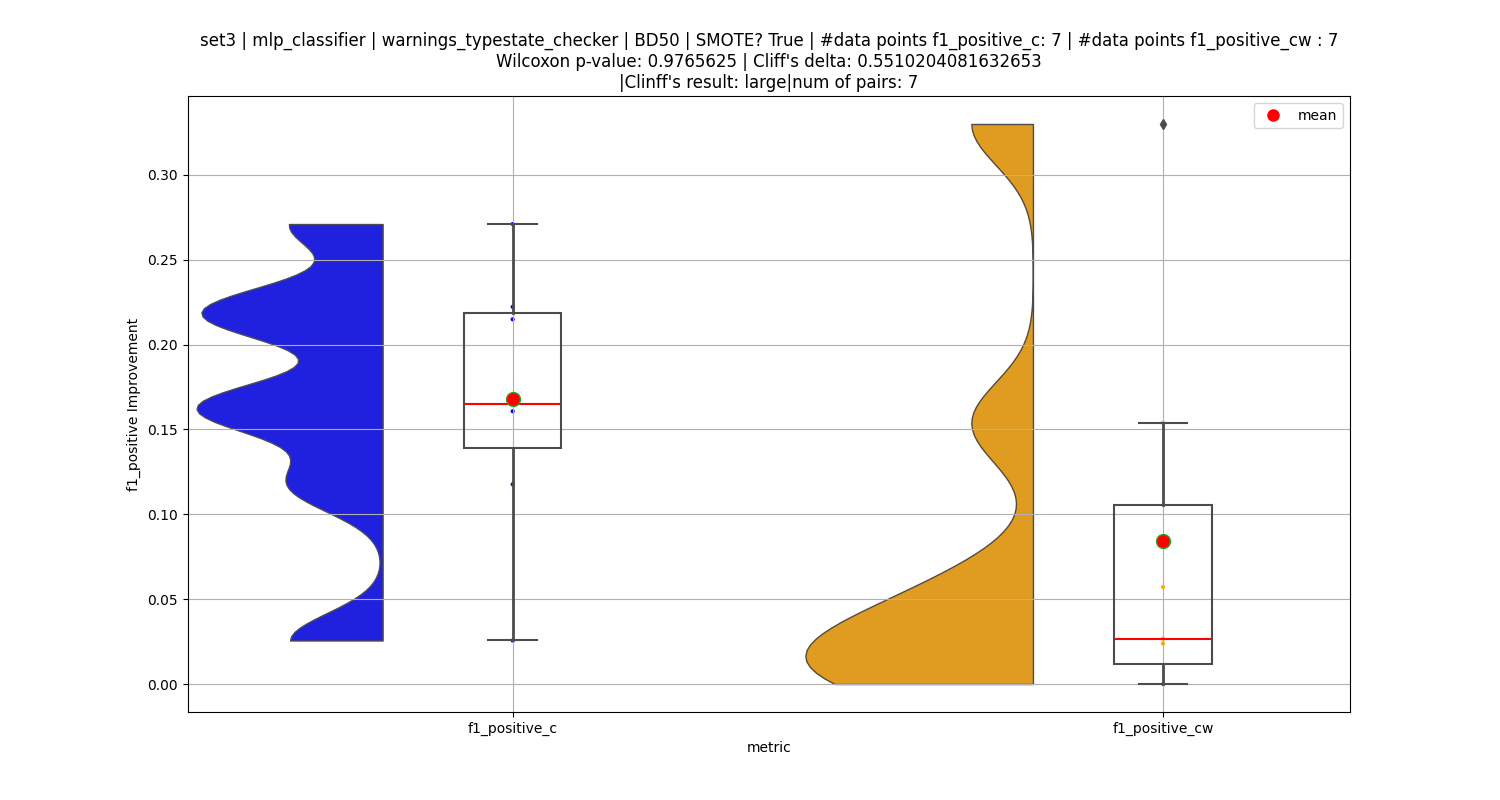 set3 | mlp_classifier | warnings_typestate_checker | BD50 | SMOTE? True | #data points f1_positive_c: 7 | #data points f1_positive_cw : 7
Wilcoxon p-value: 0.9765625 | Cliff's delta: 0.5510204081632653
|Clinff's result: large|num of pairs: 7
mean
0.30
0.25
0.20
0.15
0.10
0.05
0.00
f1_positive Improvement
f1_positive_c
f1_positive_cw
metric